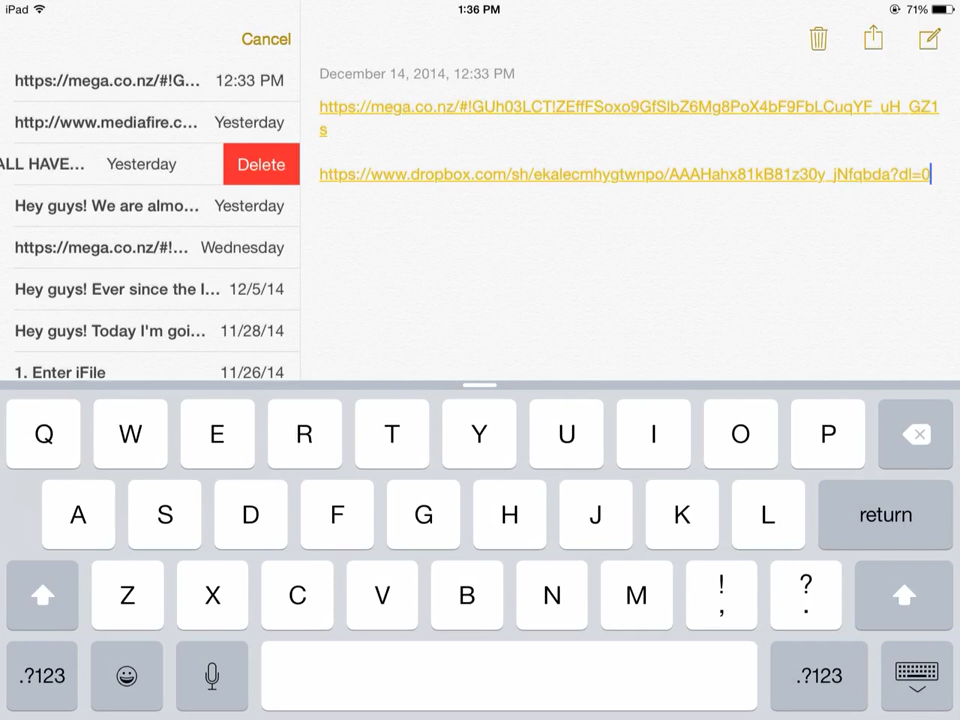 iPad 1:36 PM 71%
Cancel
https://mega.co.nz/#!G... 12:33 PM
http://www.mediafire.c... Yesterday
ALL HAVE... Yesterday Delete
Hey guys! We are almo... Yesterday
https://mega.co.nz/#!... Wednesday
Hey guys! Ever since the I... 12/5/14
Hey guys! Today I'm goi... 11/28/14
1. Enter iFile 11/26/14
December 14, 2014, 12:33 PM
https://mega.co.nz/#!GUh03LCT!ZEffFSoxo9GfSlbZ6Mg8PoX4bF9FbLCuqYF_uH_GZ1
s
https://www.dropbox.com/sh/ekalecmhygtwnpo/AAAHahx81kB81z30y_jNfqbda?dl=0
Q W E R T Y U I O P
A S D F G H J K L return
Z X C V B N M ! , ? .
.?123 .?123